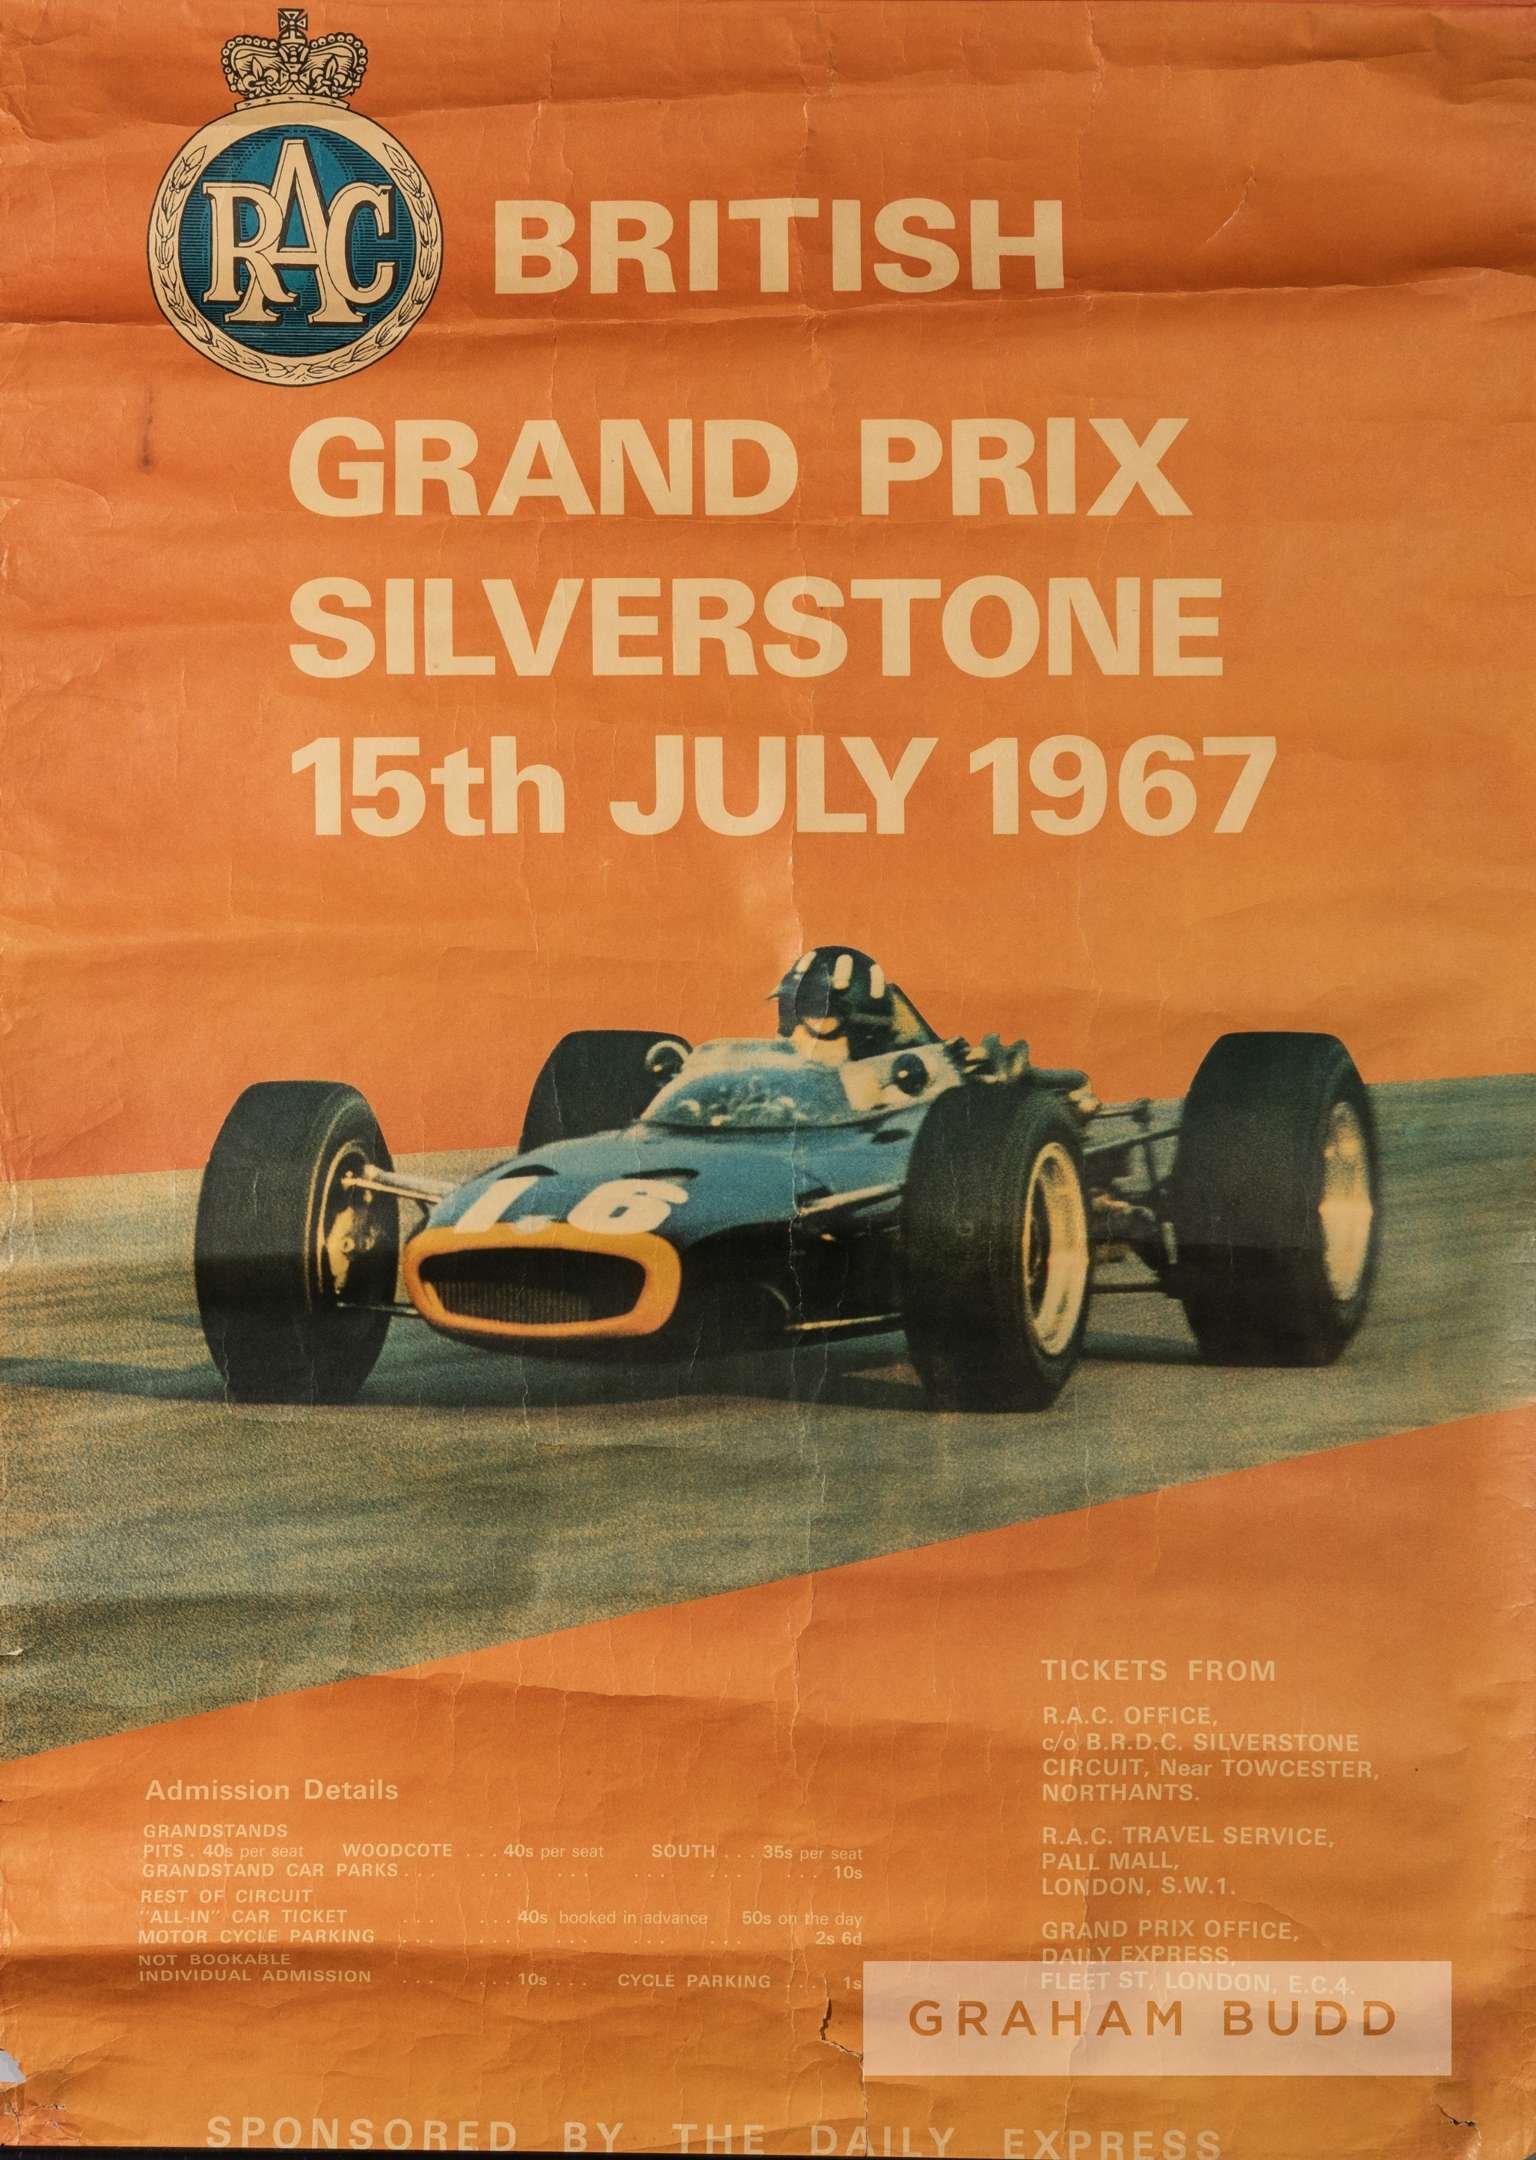 RAC
BRITISH
GRAND PRIX
SILVERSTONE
15th JULY 1967
1.6
TICKETS FROM
R.A.C. OFFICE,
c/o B.R.D.C. SILVERSTONE
CIRCUIT, Near TOWCESTER,
NORTHANTS.
R.A.C. TRAVEL SERVICE,
PALL MALL,
LONDON, S.W.1.
GRAND PRIX OFFICE,
DAILY EXPRESS,
FLEET ST, LONDON, E.C.4.
Admission Details
GRANDSTANDS
PITS . 40s per seat WOODCOTE . . . 40s per seat SOUTH . . . 35s per seat
GRANDSTAND CAR PARKS . . . . . . . . . . . . . . . . . . 10s
REST OF CIRCUIT
"ALL-IN" CAR TICKET . . . . . . 40s booked in advance 50s on the day
MOTOR CYCLE PARKING . . . . . . . . . . . . . . . 2s 6d
NOT BOOKABLE
INDIVIDUAL ADMISSION . . . . . . 10s . . . CYCLE PARKING . . . . 1s
GRAHAM BUDD
SPONSORED BY THE DAILY EXPRESS